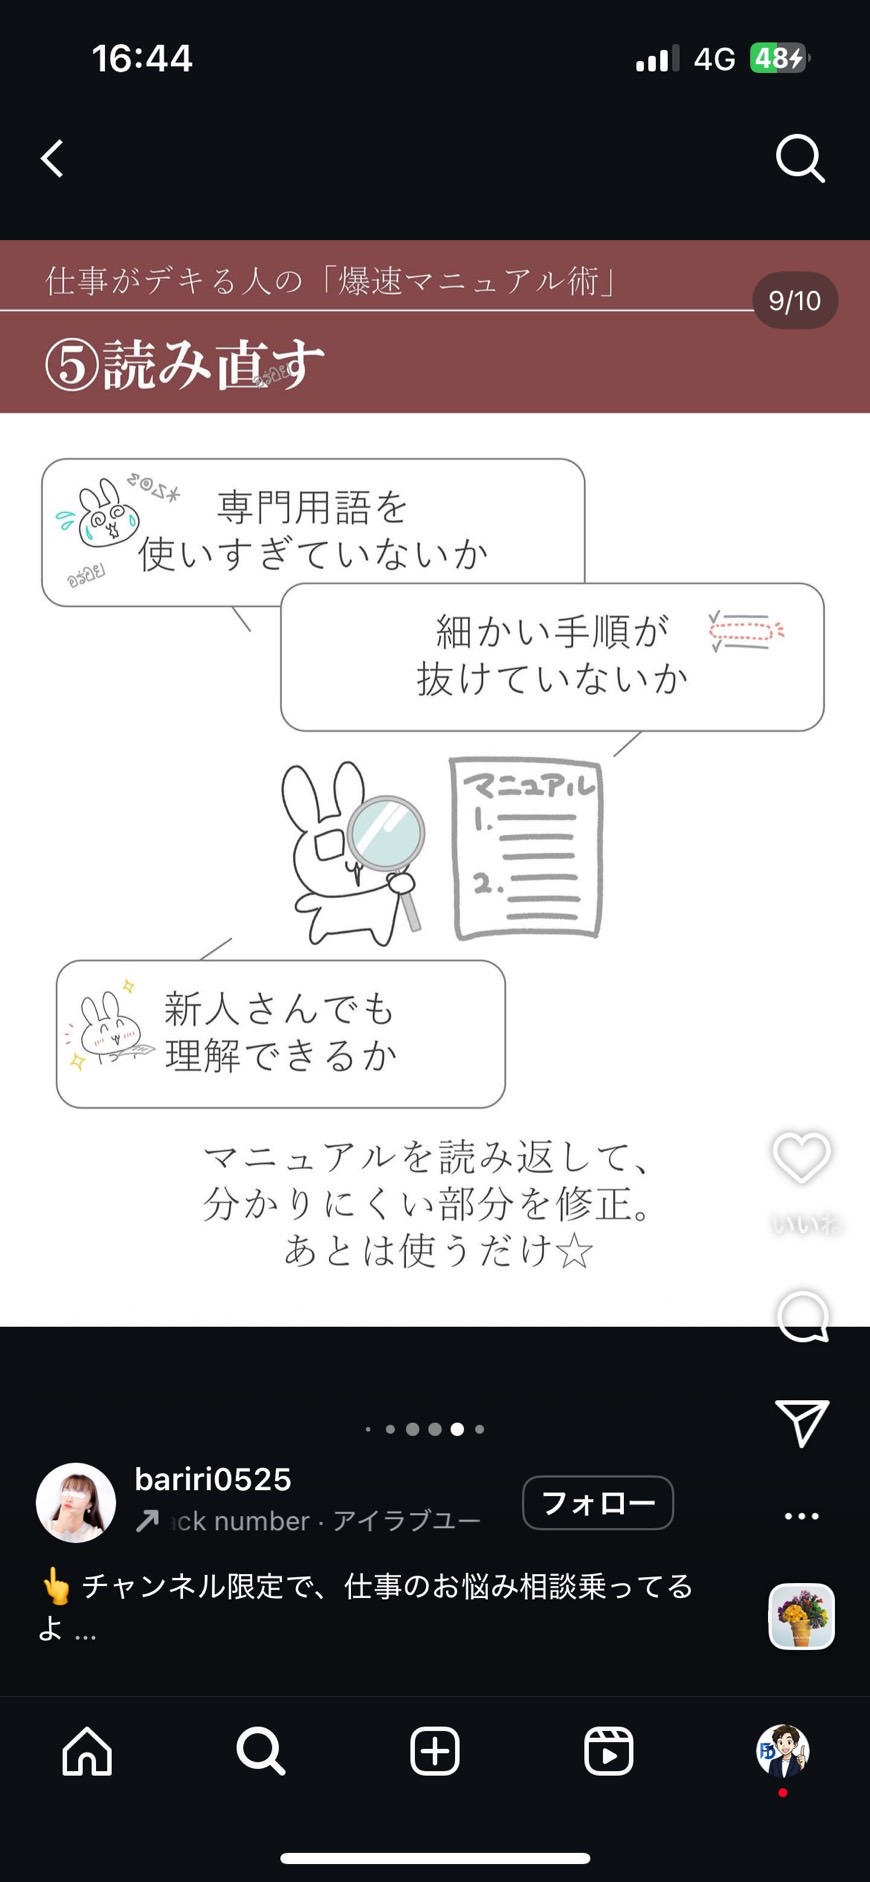 16:44
4G
48
仕事がデキる人の「爆速マニュアル術」
9/10
⑤読み直す
専門用語を
使いすぎていないか
細かい手順が
抜けていないか
マニュアル
1.
2.
新人さんでも
理解できるか
マニュアルを読み返して、
分かりにくい部分を修正。
あとは使うだけ☆
いいね
bariri0525
ck number · アイラブユー
フォロー
👆 チャンネル限定で、仕事のお悩み相談乗ってる
よ ...